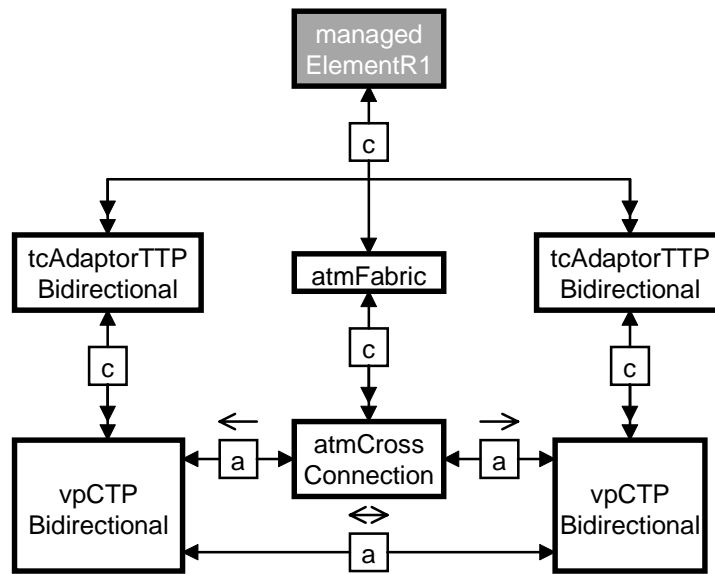 managed
ElementR1
c
tcAdaptorTTP
Bidirectional
atmFabric
tcAdaptorTTP
Bidirectional
c
c
c
vpCTP
Bidirectional
a
atmCross
Connection
a
vpCTP
Bidirectional
a